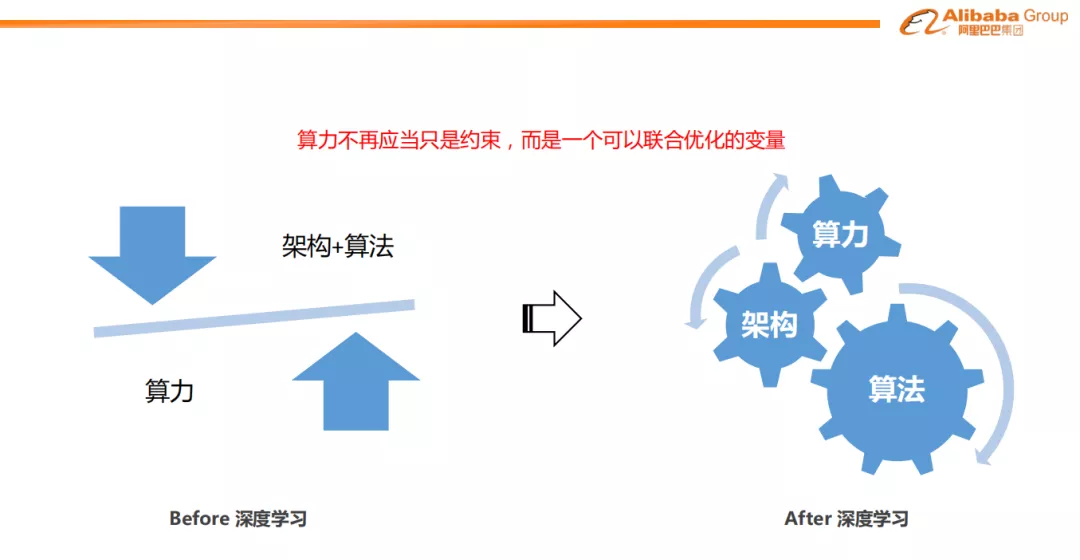 Alibaba Group
阿里巴巴集团
算力不再应当只是约束，而是一个可以联合优化的变量
架构+算法
算力
Before 深度学习
算力
架构
算法
After 深度学习